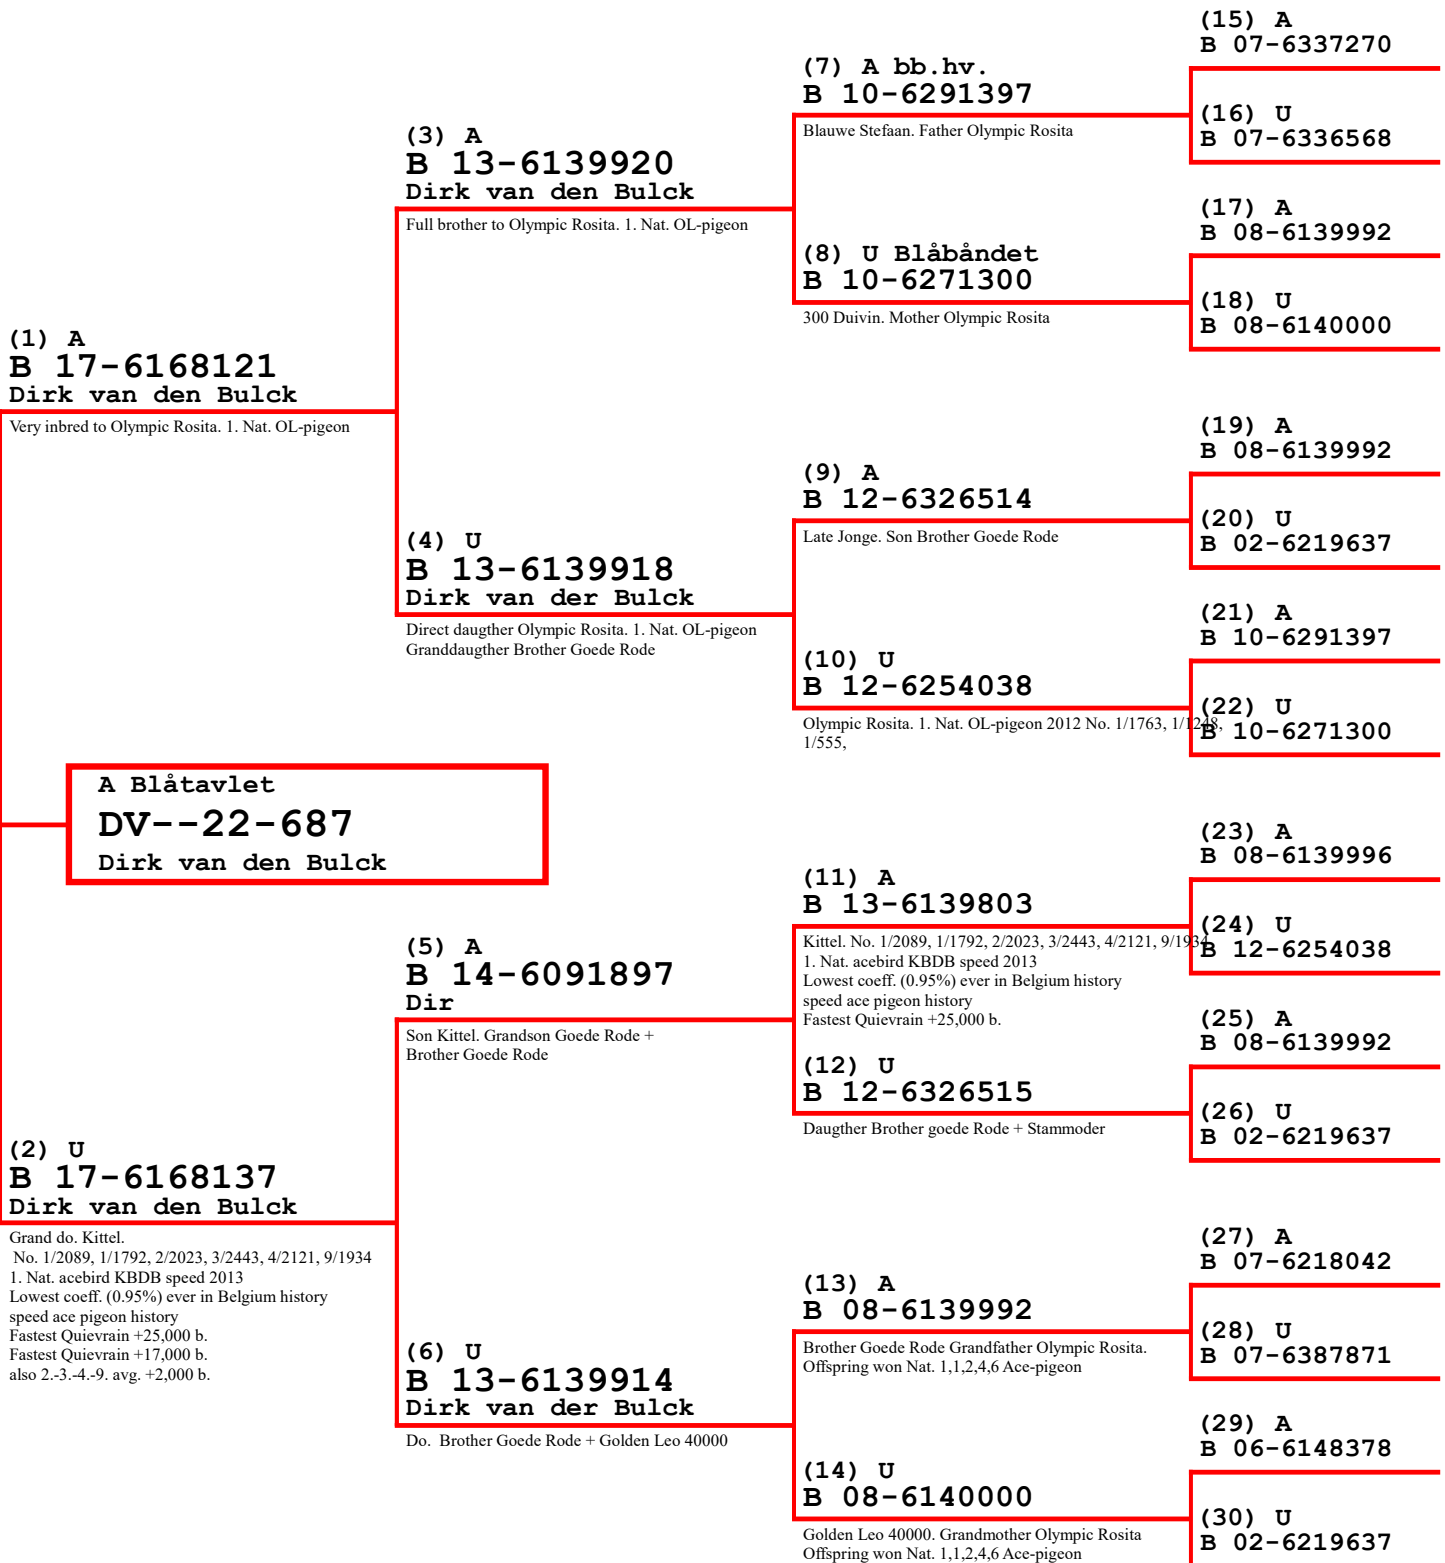 (1) A
B 17-6168121
Dirk van den Bulck
Very inbred to Olympic Rosita. 1. Nat. OL-pigeon
A Blåtavlet
DV--22-687
Dirk van den Bulck
(2) U
B 17-6168137
Dirk van den Bulck
Grand do. Kittel.
No. 1/2089, 1/1792, 2/2023, 3/2443, 4/2121, 9/1934
1. Nat. acebird KBDB speed 2013
Lowest coeff. (0.95%) ever in Belgium history
speed ace pigeon history
Fastest Quievrain +25,000 b.
Fastest Quievrain +17,000 b.
also 2.-3.-4.-9. avg. +2,000 b.
(3) A
B 13-6139920
Dirk van den Bulck
Full brother to Olympic Rosita. 1. Nat. OL-pigeon
(4) U
B 13-6139918
Dirk van der Bulck
Direct daugther Olympic Rosita. 1. Nat. OL-pigeon
Granddaugther Brother Goede Rode
(5) A
B 14-6091897
Dir
Son Kittel. Grandson Goede Rode +
Brother Goede Rode
(6) U
B 13-6139914
Dirk van der Bulck
Do.  Brother Goede Rode + Golden Leo 40000
(7) A bb.hv.
B 10-6291397
Blauwe Stefaan. Father Olympic Rosita
(8) U Blåbåndet
B 10-6271300
300 Duivin. Mother Olympic Rosita
(9) A
B 12-6326514
Late Jonge. Son Brother Goede Rode
(10) U
B 12-6254038
Olympic Rosita. 1. Nat. OL-pigeon 2012 No. 1/1763, 1/1248,
1/555,
(11) A
B 13-6139803
Kittel. No. 1/2089, 1/1792, 2/2023, 3/2443, 4/2121, 9/1934
1. Nat. acebird KBDB speed 2013
Lowest coeff. (0.95%) ever in Belgium history
speed ace pigeon history
Fastest Quievrain +25,000 b.
(12) U
B 12-6326515
Daugther Brother goede Rode + Stammoder
(13) A
B 08-6139992
Brother Goede Rode Grandfather Olympic Rosita.
Offspring won Nat. 1,1,2,4,6 Ace-pigeon
(14) U
B 08-6140000
Golden Leo 40000. Grandmother Olympic Rosita
Offspring won Nat. 1,1,2,4,6 Ace-pigeon
(15) A
B 07-6337270
(16) U
B 07-6336568
(17) A
B 08-6139992
(18) U
B 08-6140000
(19) A
B 08-6139992
(20) U
B 02-6219637
(21) A
B 10-6291397
(22) U
B 10-6271300
(23) A
B 08-6139996
(24) U
B 12-6254038
(25) A
B 08-6139992
(26) U
B 02-6219637
(27) A
B 07-6218042
(28) U
B 07-6387871
(29) A
B 06-6148378
(30) U
B 02-6219637